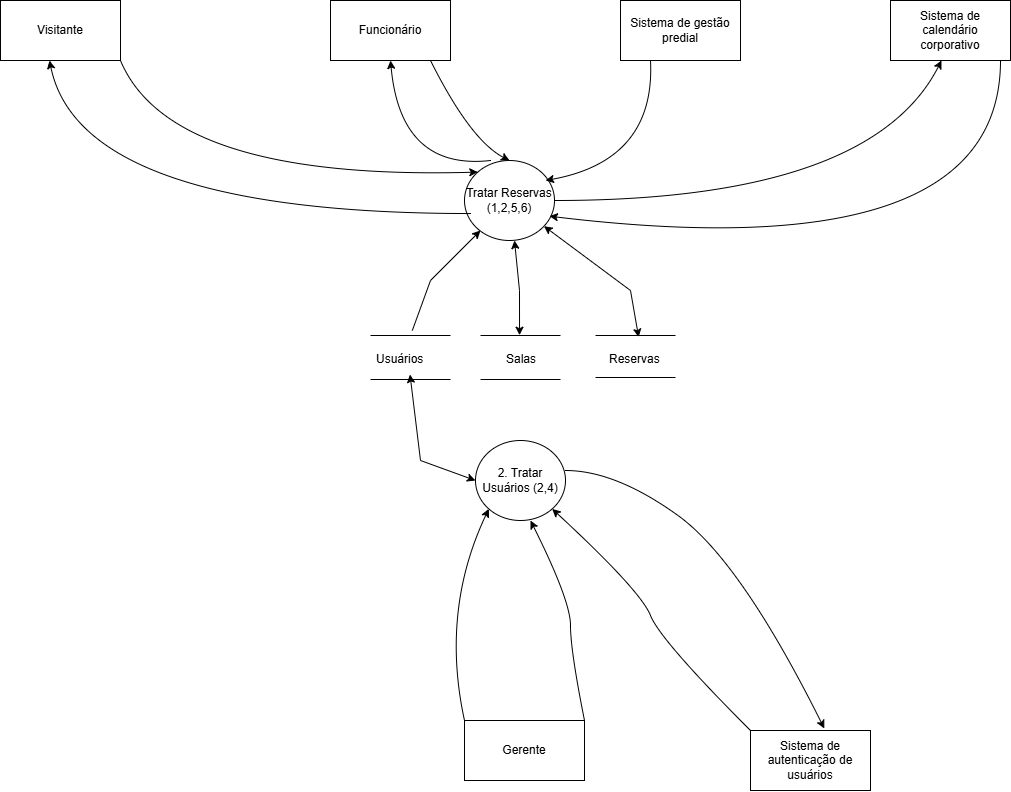 Visitante
Funcionário
Sistema de gestão
predial
Sistema de
calendário
corporativo
Tratar Reservas
(1,2,5,6)
Usuários
Salas
Reservas
2. Tratar
Usuários (2,4)
Gerente
Sistema de
autenticação de
usuários